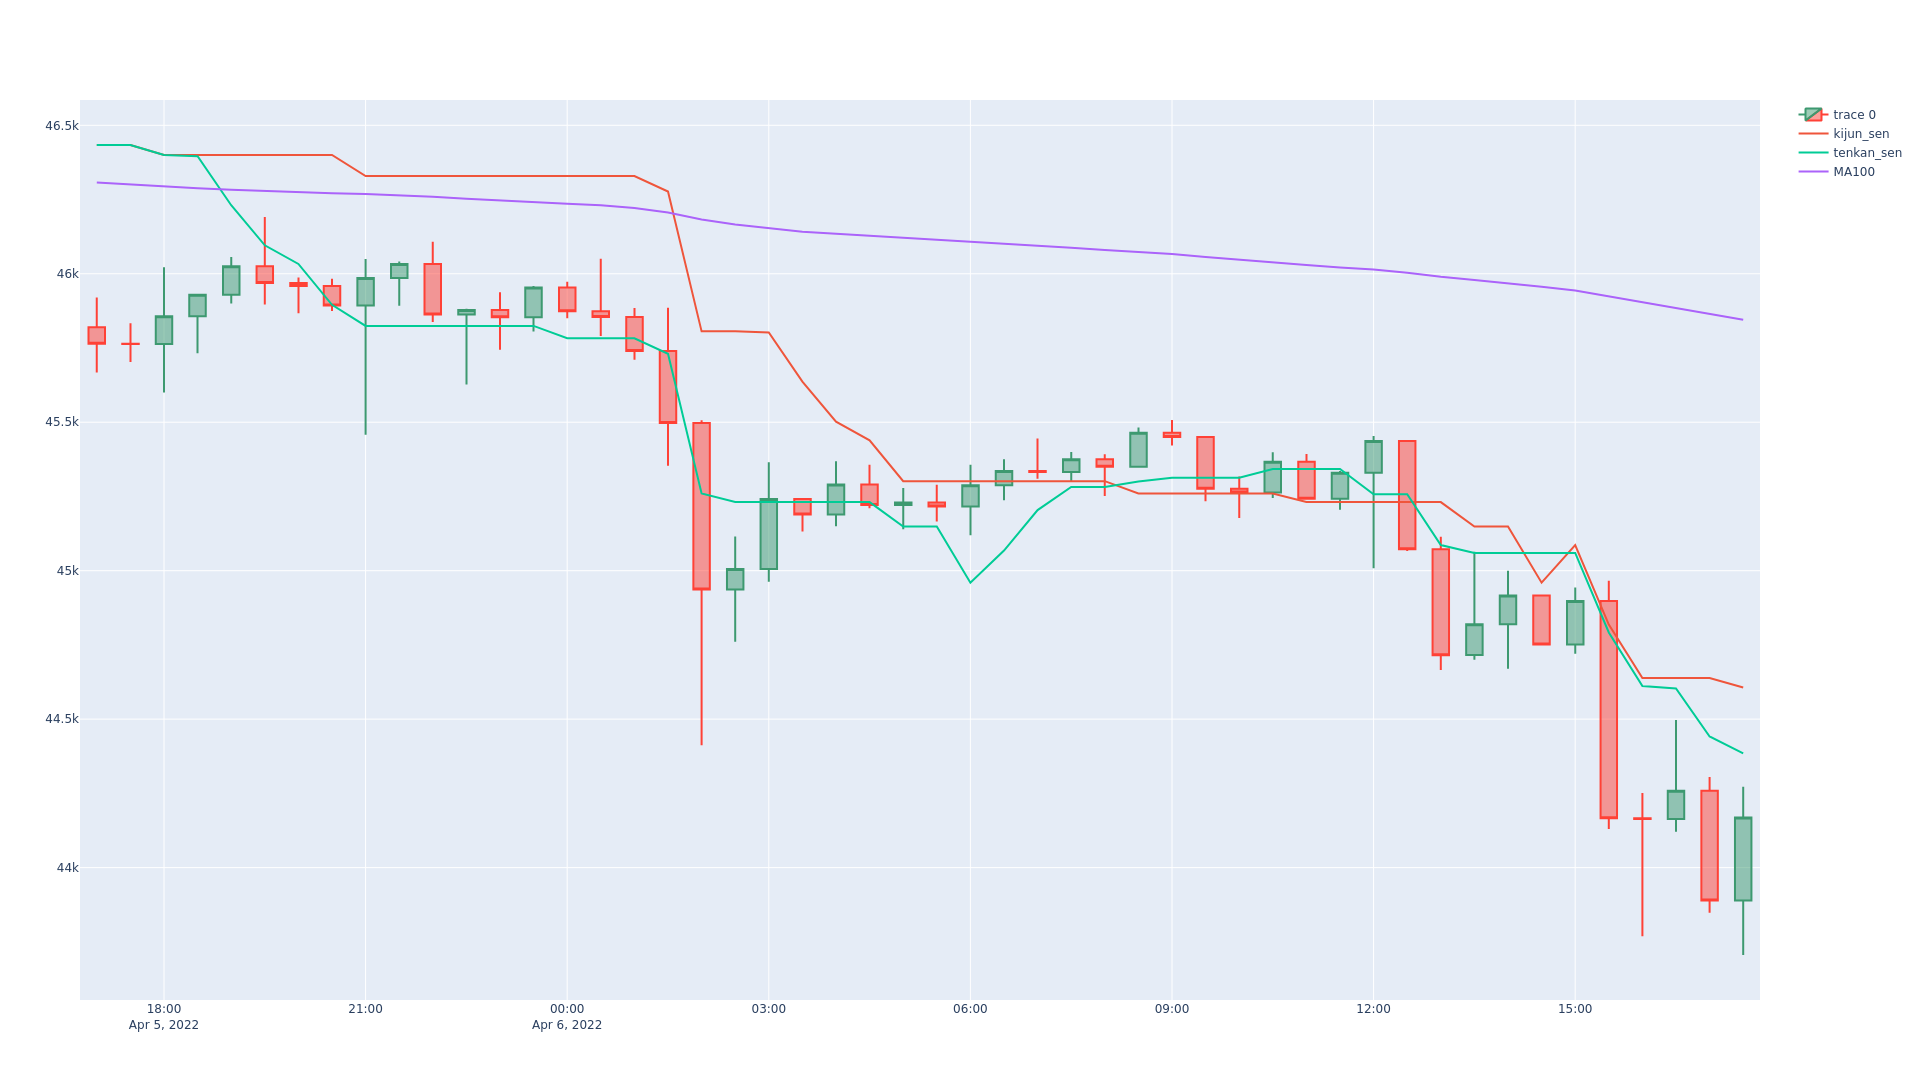 46.5k
46k
45.5k
45k
44.5k
44k
18:00
Apr 5, 2022
21:00
00:00
Apr 6, 2022
03:00
06:00
09:00
12:00
15:00
trace 0
kijun_sen
tenkan_sen
MA100